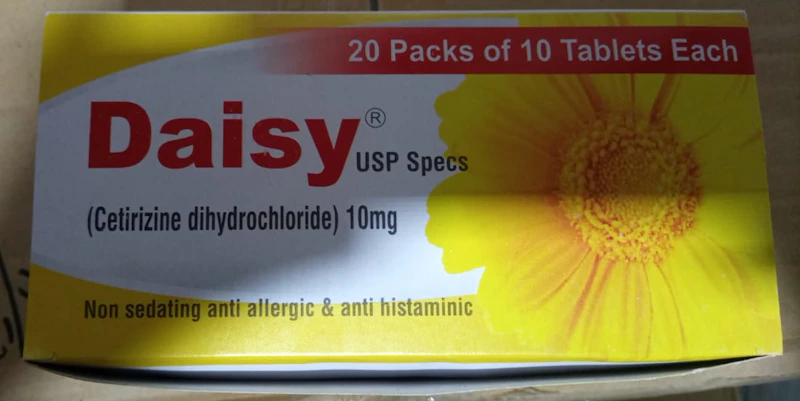 20 Packs of 10 Tablets Each
Daisy® USP Specs
(Cetirizine dihydrochloride) 10mg
Non sedating anti allergic & anti histaminic